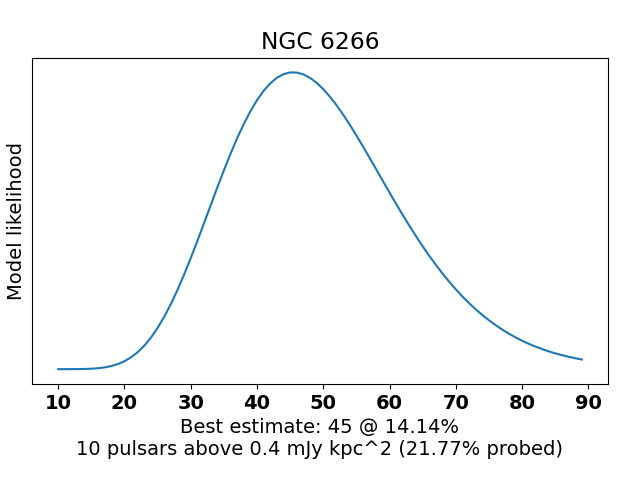 NGC 6266
Model likelihood
10 20 30 40 50 60 70 80 90
Best estimate: 45 @ 14.14%
10 pulsars above 0.4 mJy kpc^2 (21.77% probed)